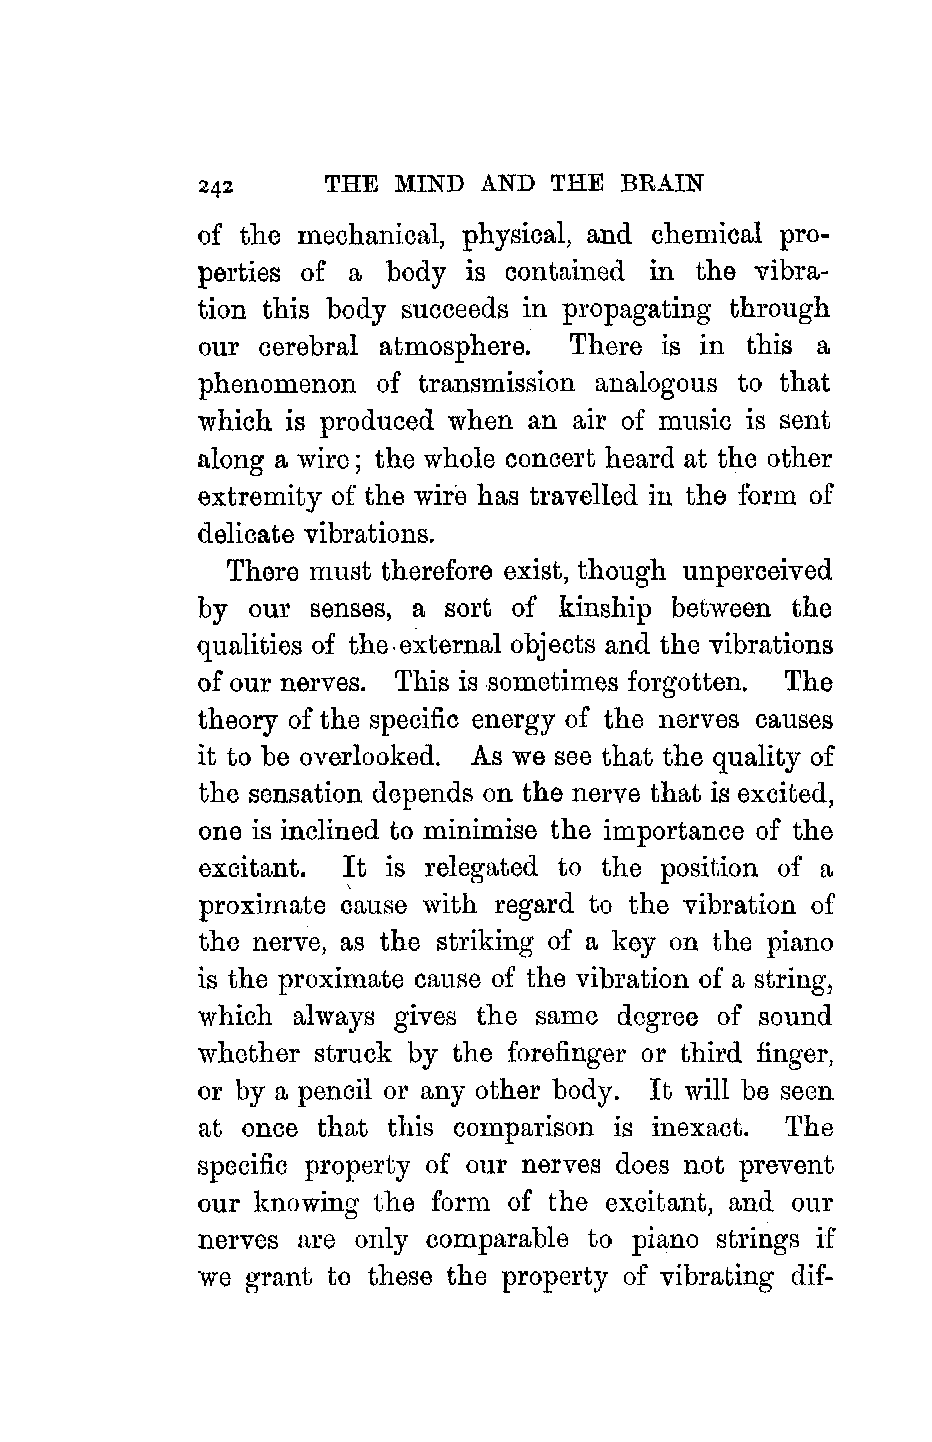 242 THE MIND AND THE BRAIN
of the mechanical, physical, and chemical pro-
perties of a body is contained in the vibra-
tion this body succeeds in propagating through
our cerebral atmosphere. There is in this a
phenomenon of transmission analogous to that
which is produced when an air of music is sent
along a wire; the whole concert heard at the other
extremity of the wire has travelled in the form of
delicate vibrations.
There must therefore exist, though unperceived
by our senses, a sort of kinship between the
qualities of the external objects and the vibrations
of our nerves. This is sometimes forgotten. The
theory of the specific energy of the nerves causes
it to be overlooked. As we see that the quality of
the sensation depends on the nerve that is excited,
one is inclined to minimise the importance of the
excitant. It is relegated to the position of a
proximate cause with regard to the vibration of
the nerve, as the striking of a key on the piano
is the proximate cause of the vibration of a string,
which always gives the same degree of sound
whether struck by the forefinger or third finger,
or by a pencil or any other body. It will be seen
at once that this comparison is inexact. The
specific property of our nerves does not prevent
our knowing the form of the excitant, and our
nerves are only comparable to piano strings if
we grant to these the property of vibrating dif-